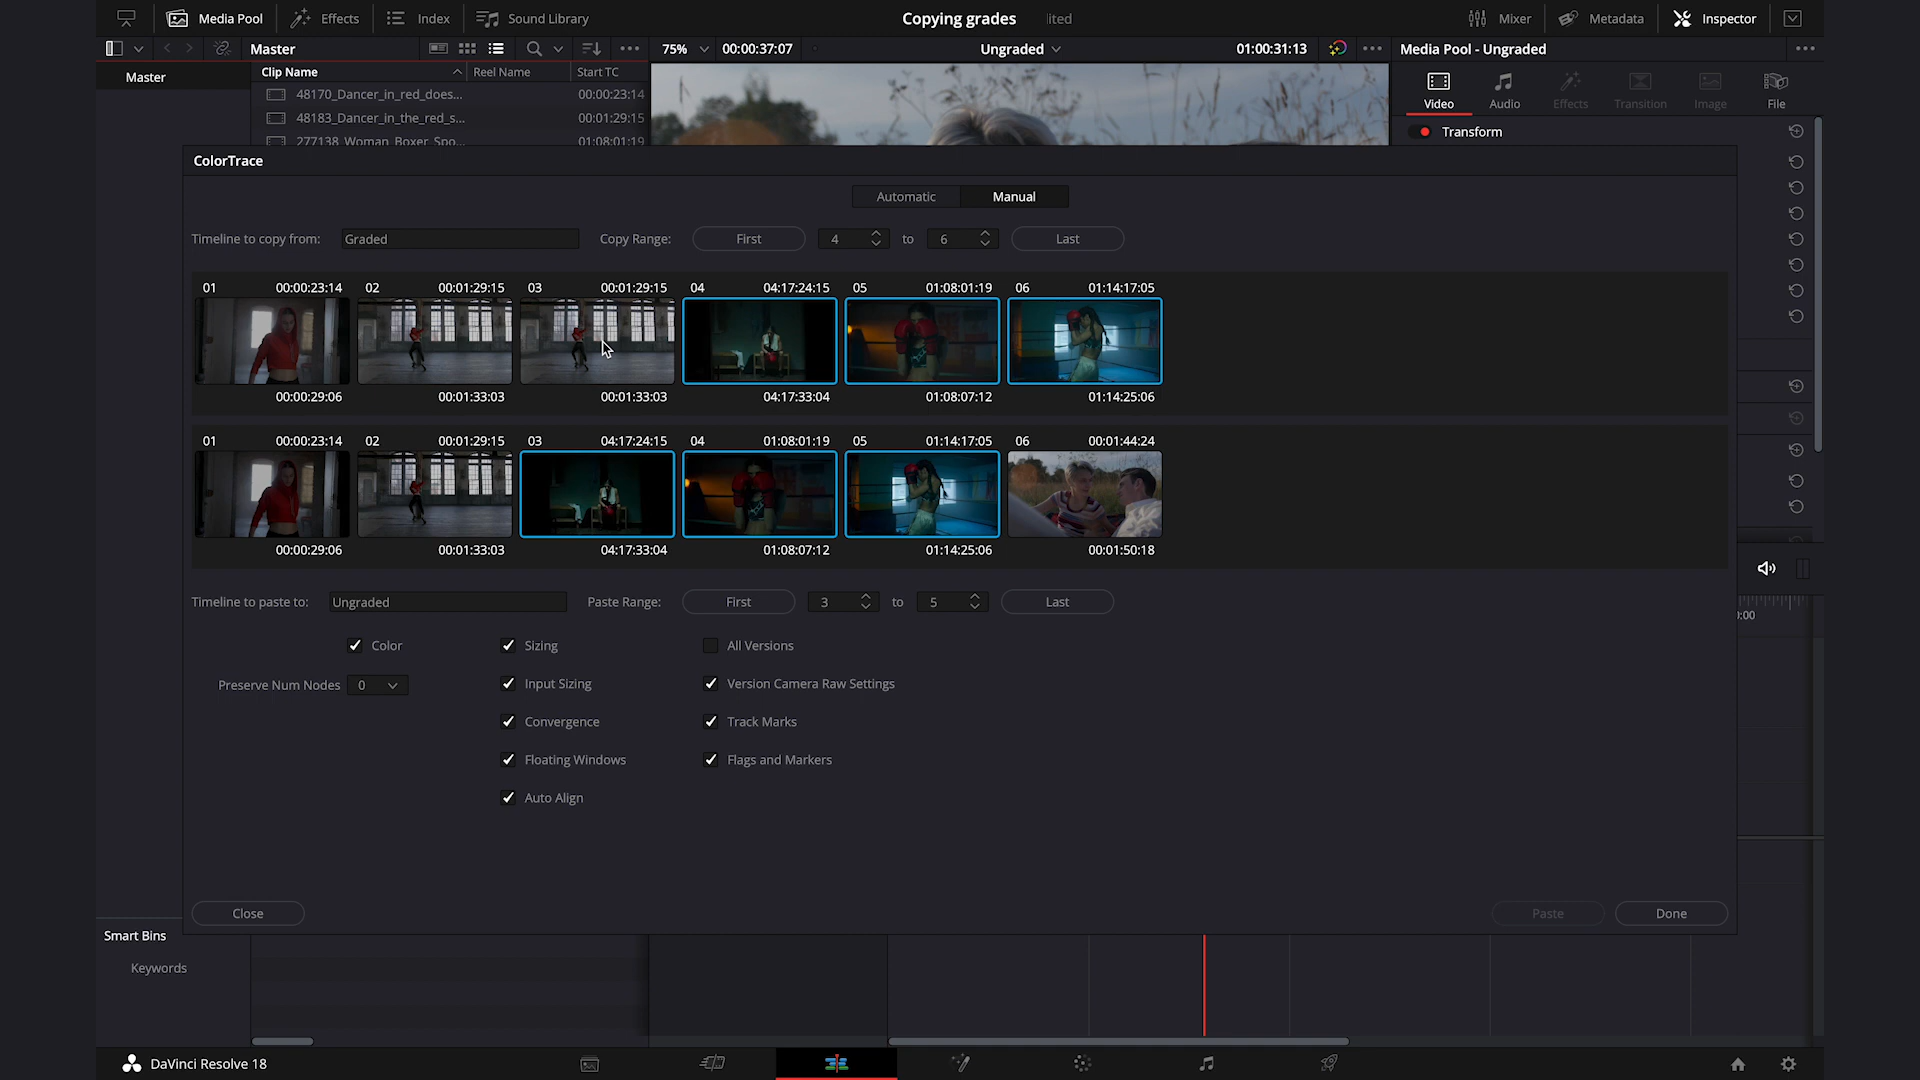 Media Pool
Effects
Index
Sound Library
Copying grades
Mixer
Metadata
Inspector
Master
75%
00:00:37:07
Ungraded
01:00:31:13
Media Pool - Ungraded
Master
Clip Name
Reel Name
Start TC
48170_Dancer_in_red_does...
00:00:23:14
48183_Dancer_in_the_red_s...
00:01:29:15
277138_Woman_Boxer_Spo...
01:08:01:19
Video
Audio
Effects
Transition
Image
File
Transform
ColorTrace
Automatic
Manual
Timeline to copy from:
Graded
Copy Range:
First
4
to
6
Last
01 00:00:23:14
02 00:01:29:15
03 00:01:29:15
04 04:17:24:15
05 01:08:01:19
06 01:14:17:05
00:00:29:06
00:01:33:03
00:01:33:03
04:17:33:04
01:08:07:12
01:14:25:06
01 00:00:23:14
02 00:01:29:15
03 04:17:24:15
04 01:08:01:19
05 01:14:17:05
06 00:01:44:24
00:00:29:06
00:01:33:03
04:17:33:04
01:08:07:12
01:14:25:06
00:01:50:18
Timeline to paste to:
Ungraded
Paste Range:
First
3
to
5
Last
Color
Sizing
All Versions
Preserve Num Nodes
0
Input Sizing
Version Camera Raw Settings
Convergence
Track Marks
Floating Windows
Flags and Markers
Auto Align
Close
Paste
Done
Smart Bins
Keywords
DaVinci Resolve 18